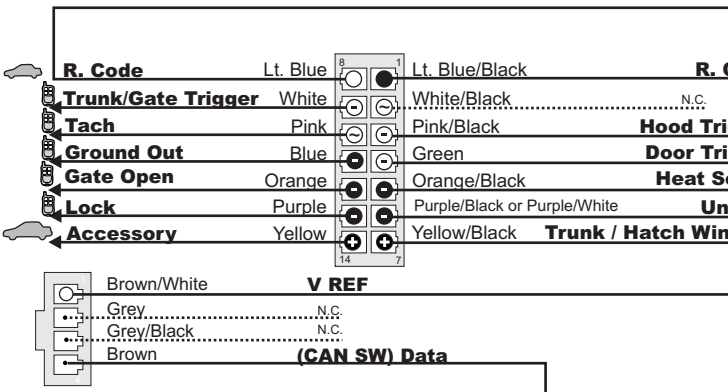 8 1
R. Code Lt. Blue Lt. Blue/Black R.
Trunk/Gate Trigger White White/Black N.C.
Tach Pink Pink/Black Hood Tri
Ground Out Blue Green Door Tri
Gate Open Orange Orange/Black Heat Se
Lock Purple Purple/Black or Purple/White Un
Accessory Yellow Yellow/Black Trunk / Hatch Win
14 7
Brown/White V REF
Grey N.C.
Grey/Black N.C.
Brown (CAN SW) Data